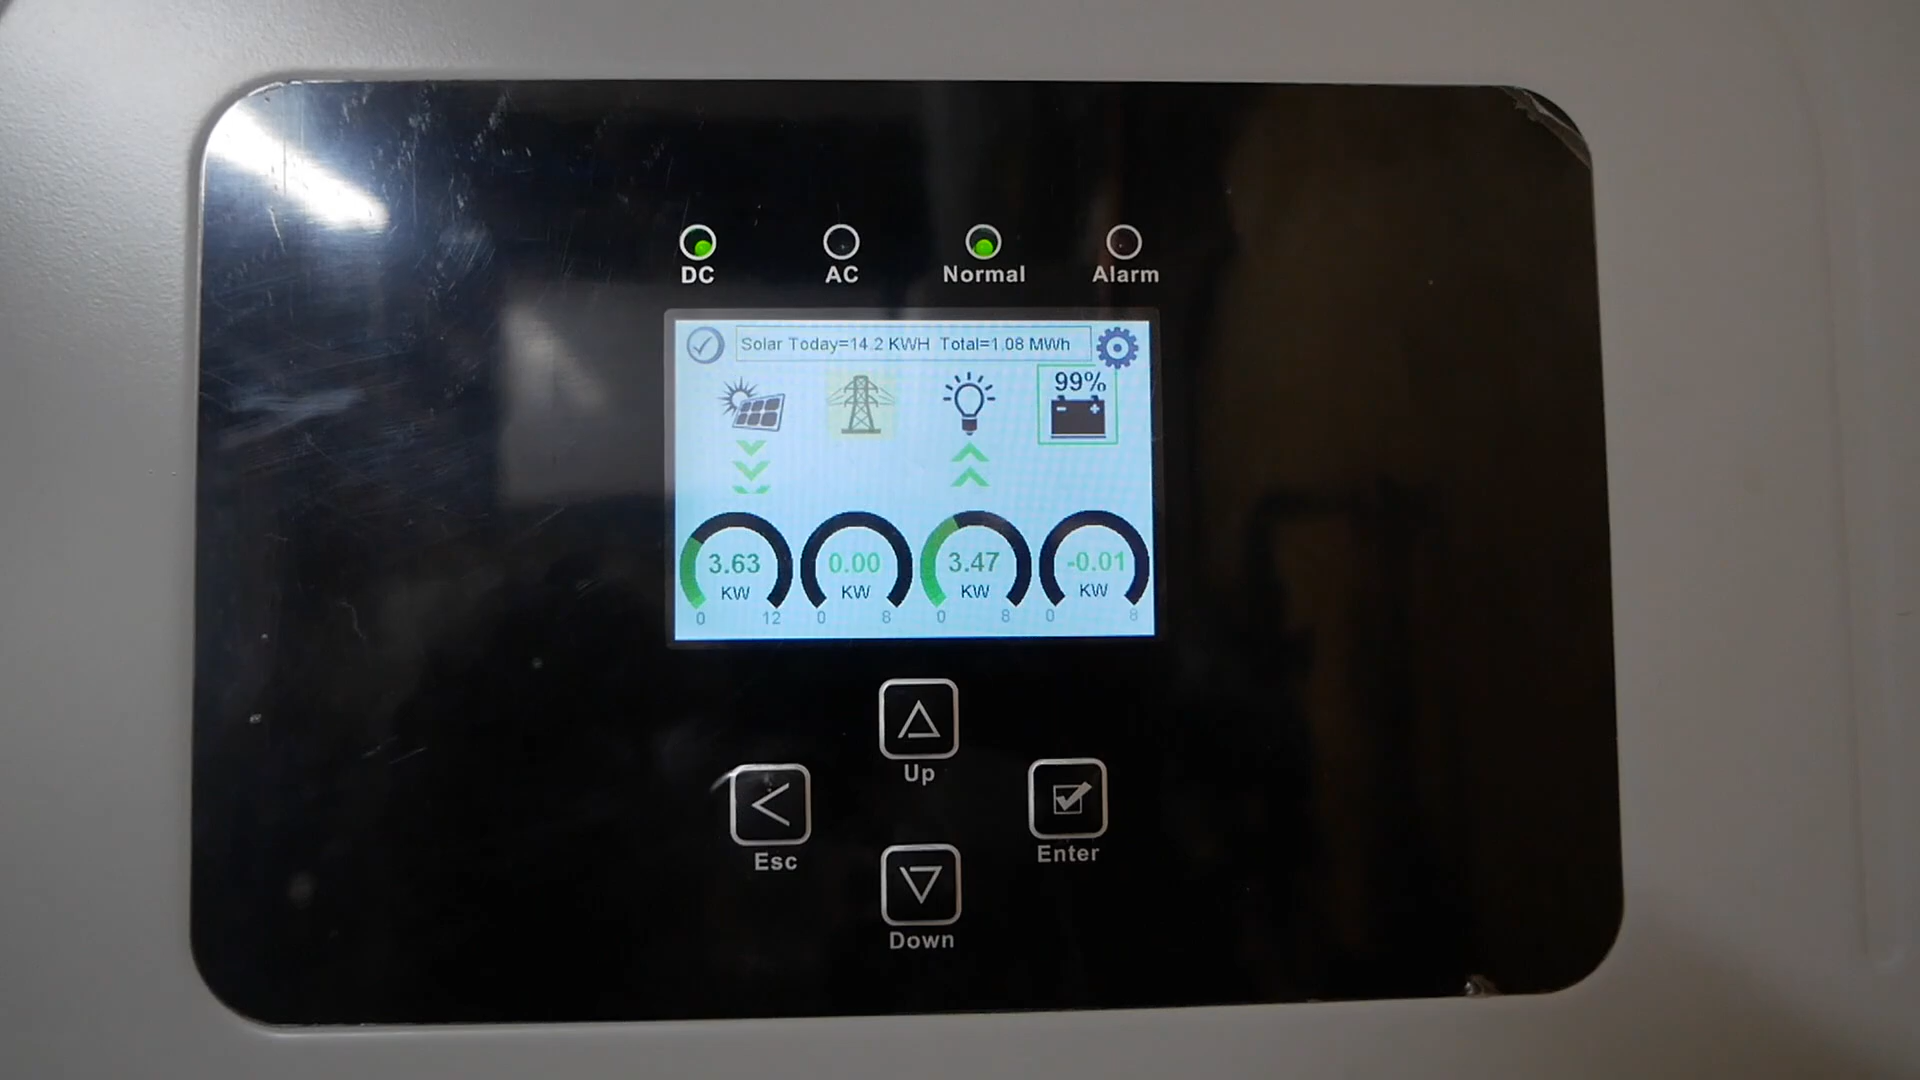 DC AC Normal Alarm
Solar Today=14.2 KWH Total=1.08 MWh
99%
3.63 0.00 3.47 -0.01
KW KW KW KW
0 12 0 8 0 8 0 8
Up
Esc Enter
Down